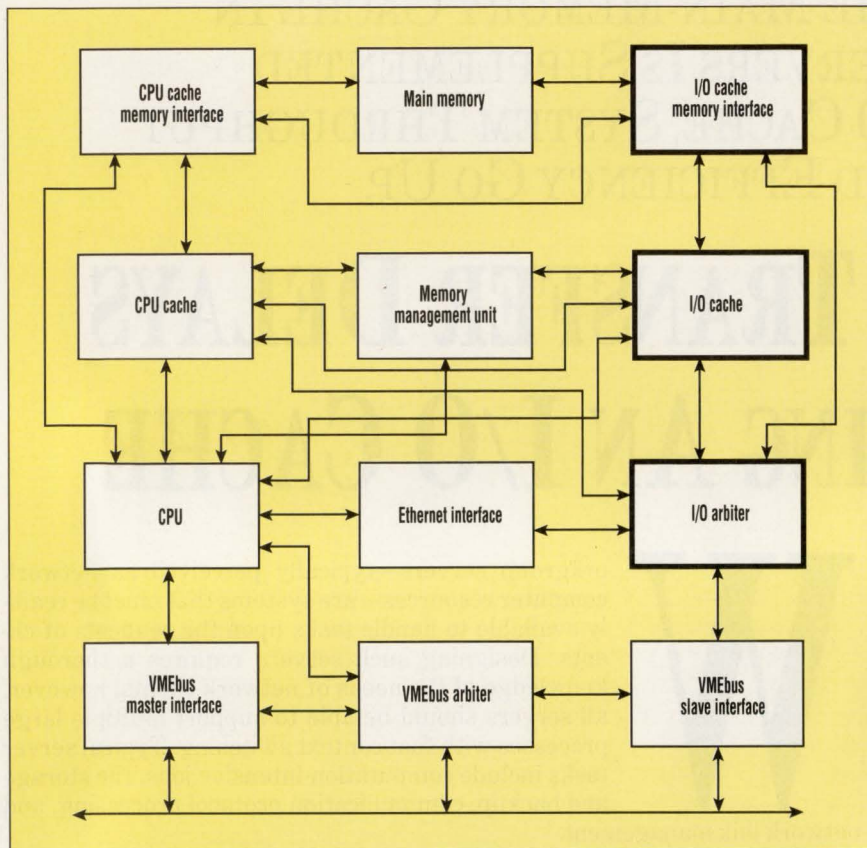 CPU cache
memory interface
Main memory
I/O cache
memory interface
CPU cache
Memory
management unit
I/O cache
CPU
Ethernet interface
I/O arbiter
VMEbus
master interface
VMEbus arbiter
VMEbus
slave interface